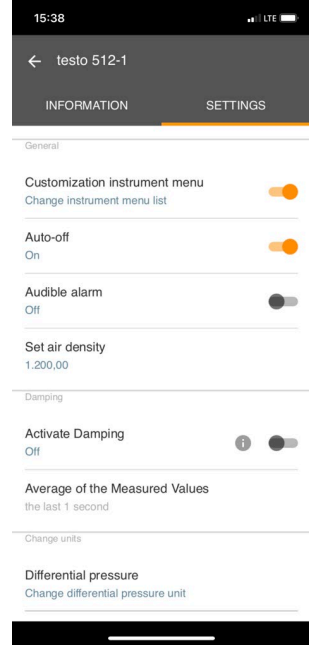 15:38
LTE
testo 512-1
INFORMATION SETTINGS
General
Customization instrument menu
Change instrument menu list
Auto-off
On
Audible alarm
Off
Set air density
1.200,00
Damping
Activate Damping
Off
Average of the Measured Values
the last 1 second
Change units
Differential pressure
Change differential pressure unit